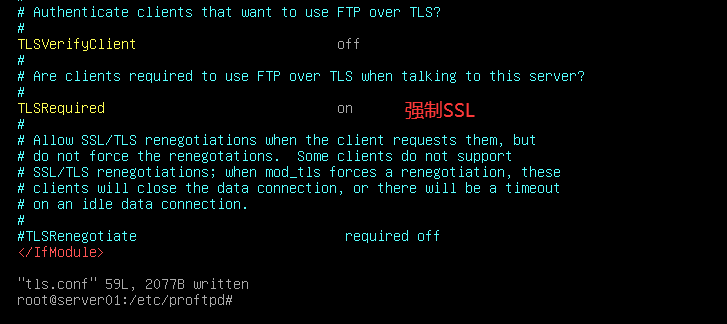 # Authenticate clients that want to use FTP over TLS?
#
TLSVerifyClient off
#
# Are clients required to use FTP over TLS when talking to this server?
#
TLSRequired on 强制SSL
#
# Allow SSL/TLS renegotiations when the client requests them, but
# do not force the renegotations.  Some clients do not support
# SSL/TLS renegotiations; when mod_tls forces a renegotiation, these
# clients will close the data connection, or there will be a timeout
# on an idle data connection.
#
#TLSRenegotiate required off
</IfModule>
"tls.conf" 59L, 2077B written
root@server01:/etc/proftpd#